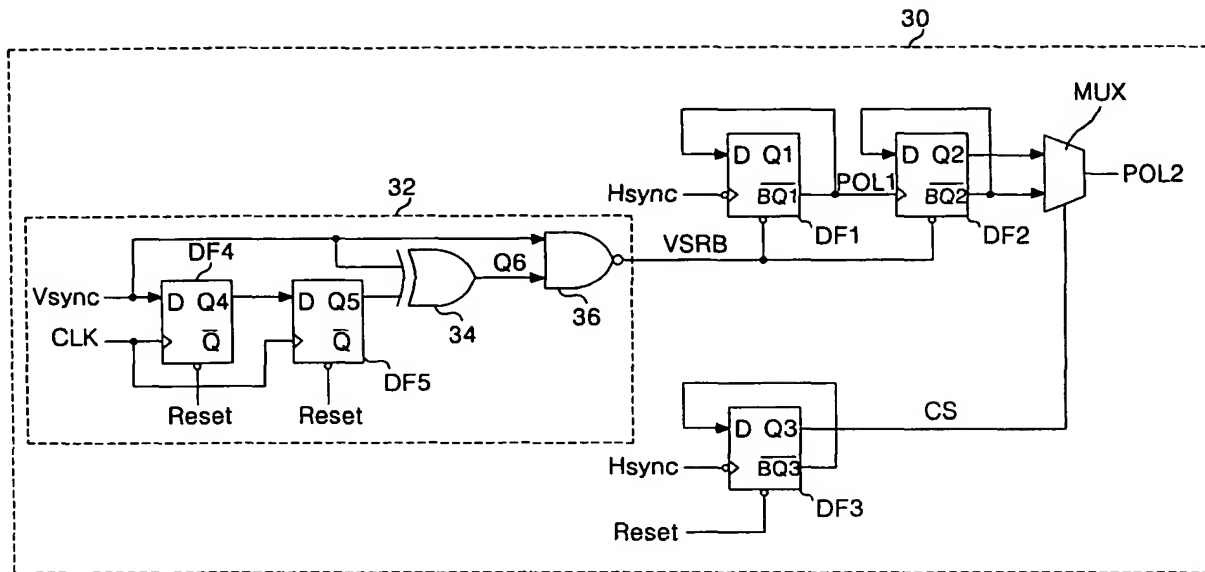 30
MUX
D Q1
BQ1
Hsync
POL1
D Q2
BQ2
POL2
DF1
DF2
32
VSRB
DF4
Vsync
D Q4
Q
CLK
D Q5
Q
Q6
34
36
DF5
Reset
Reset
CS
D Q3
BQ3
Hsync
DF3
Reset